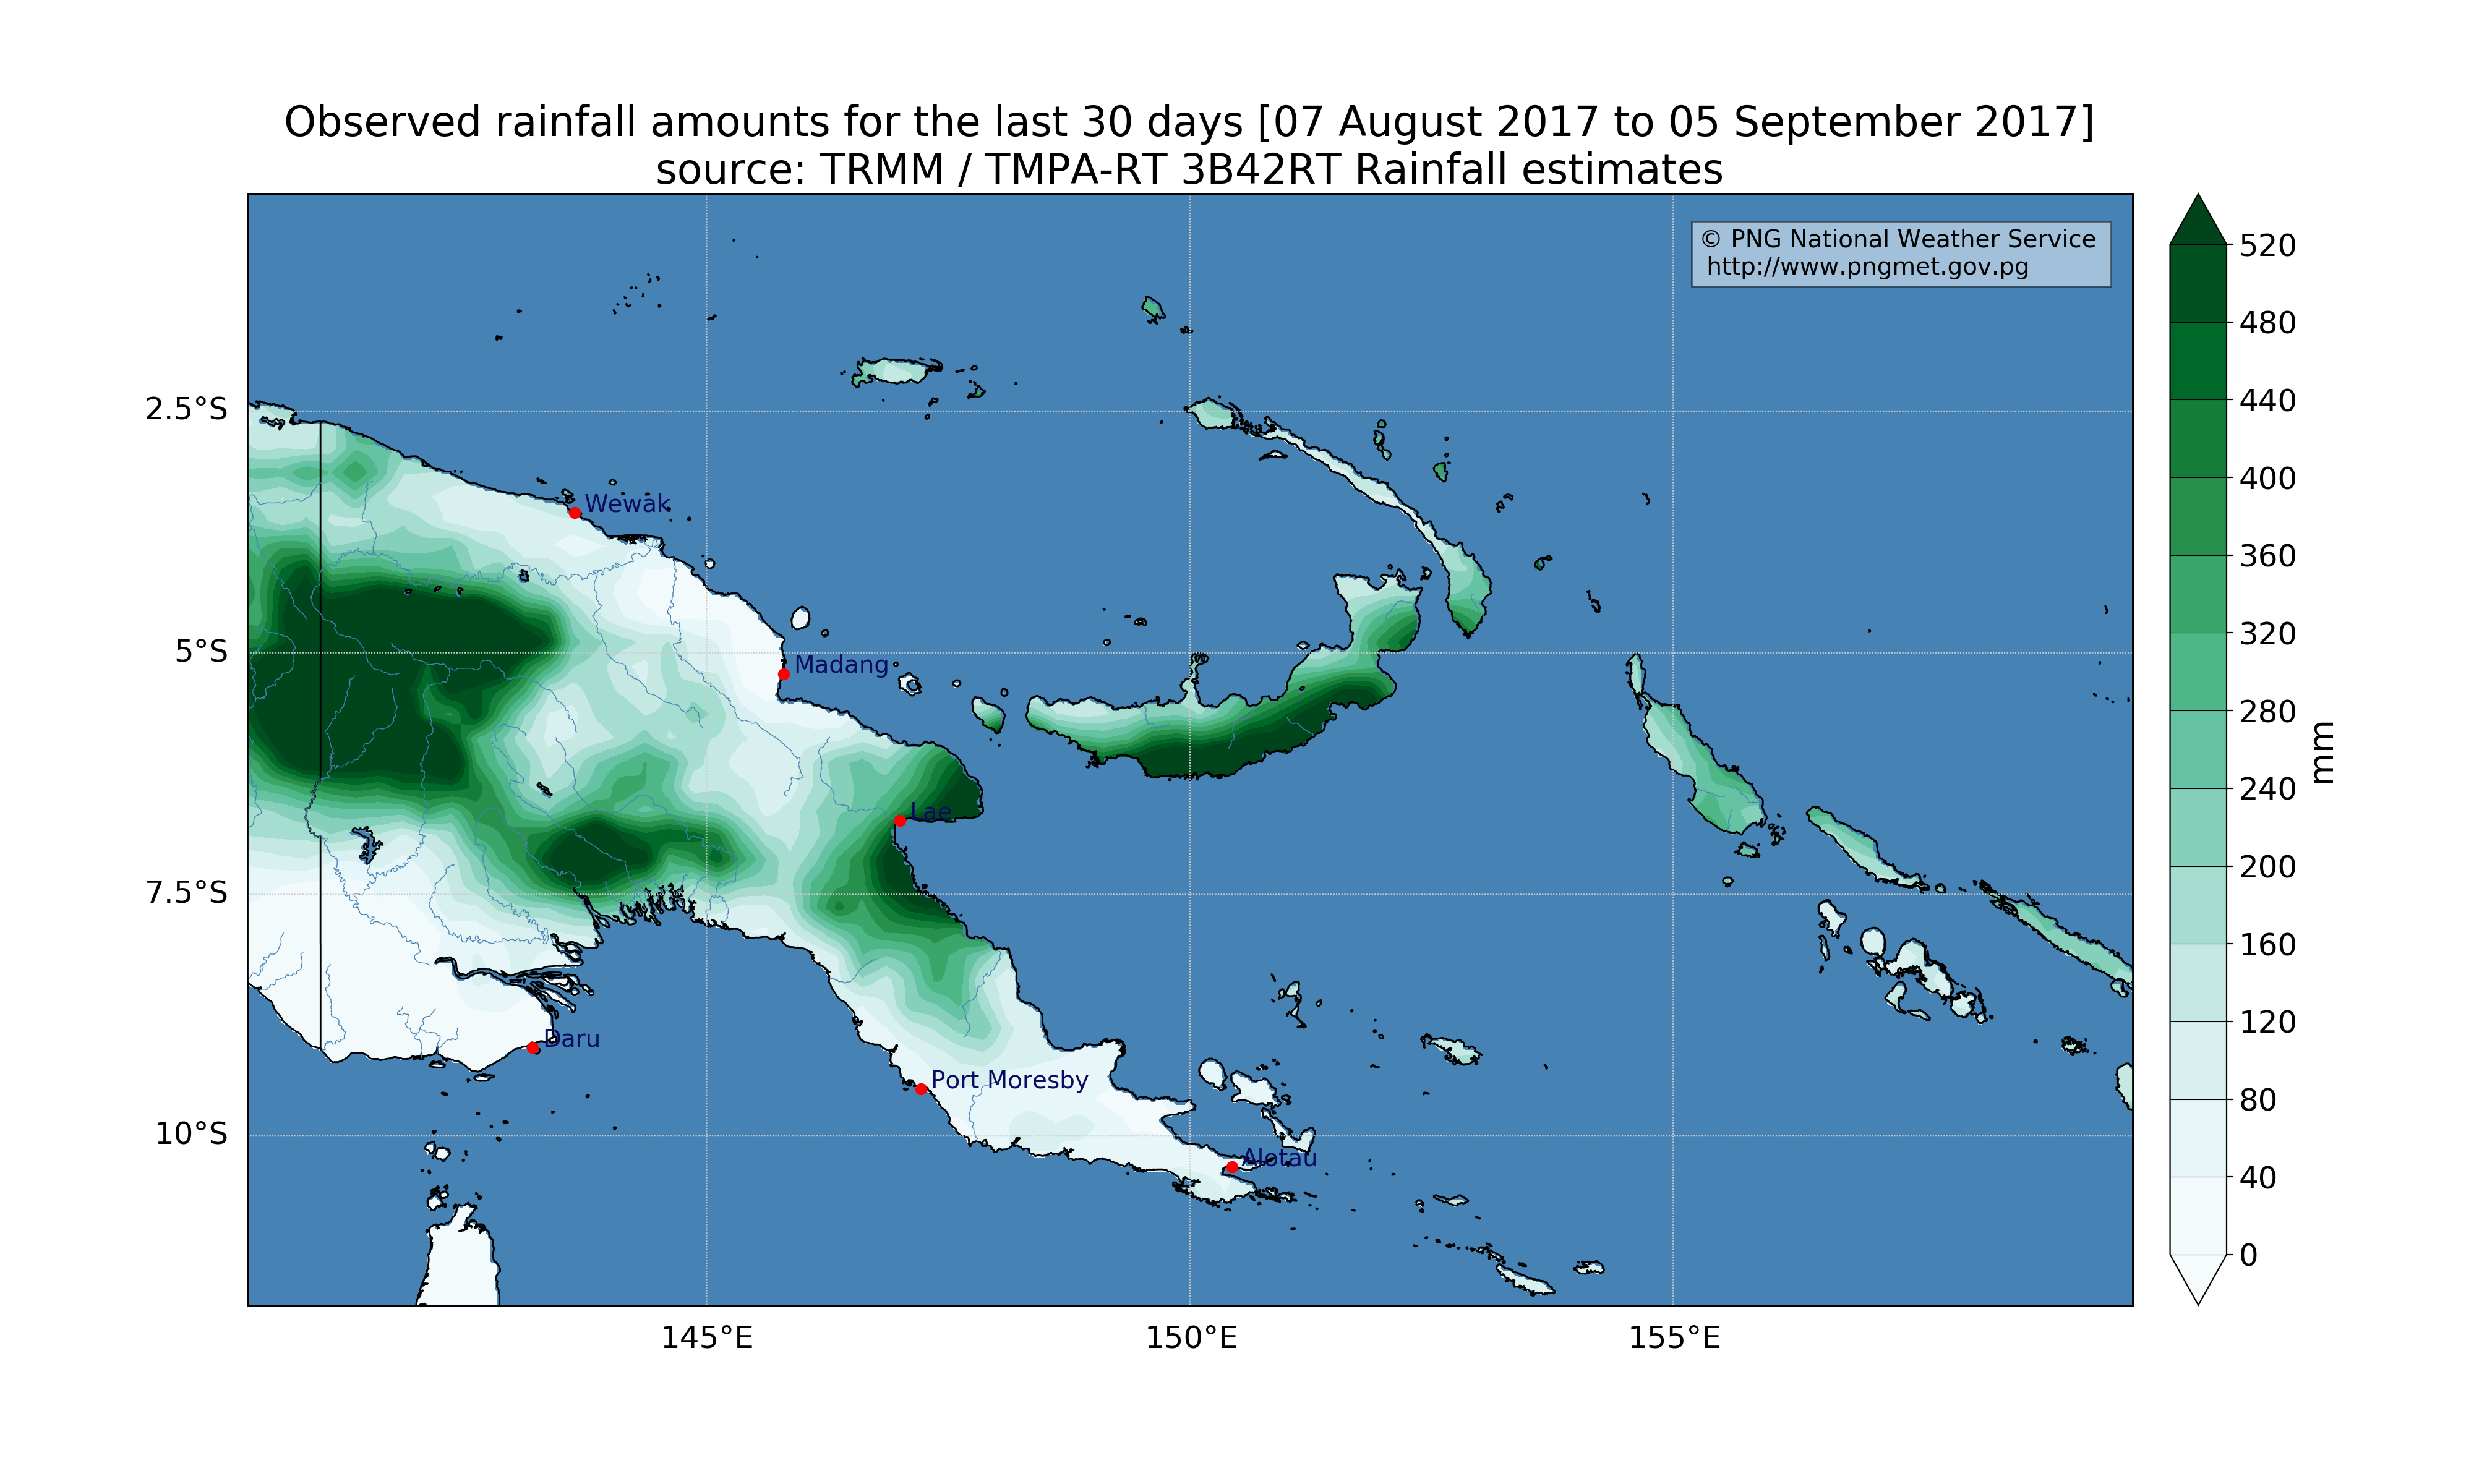 Observed rainfall amounts for the last 30 days [07 August 2017 to 05 September 2017]
source: TRMM / TMPA-RT 3B42RT Rainfall estimates
© PNG National Weather Service
http://www.pngmet.gov.pg
2.5°S
5°S
7.5°S
10°S
Wewak
Madang
Lae
Daru
Port Moresby
Alotau
145°E
150°E
155°E
520
480
440
400
360
320
280
240
200
160
120
80
40
0
mm